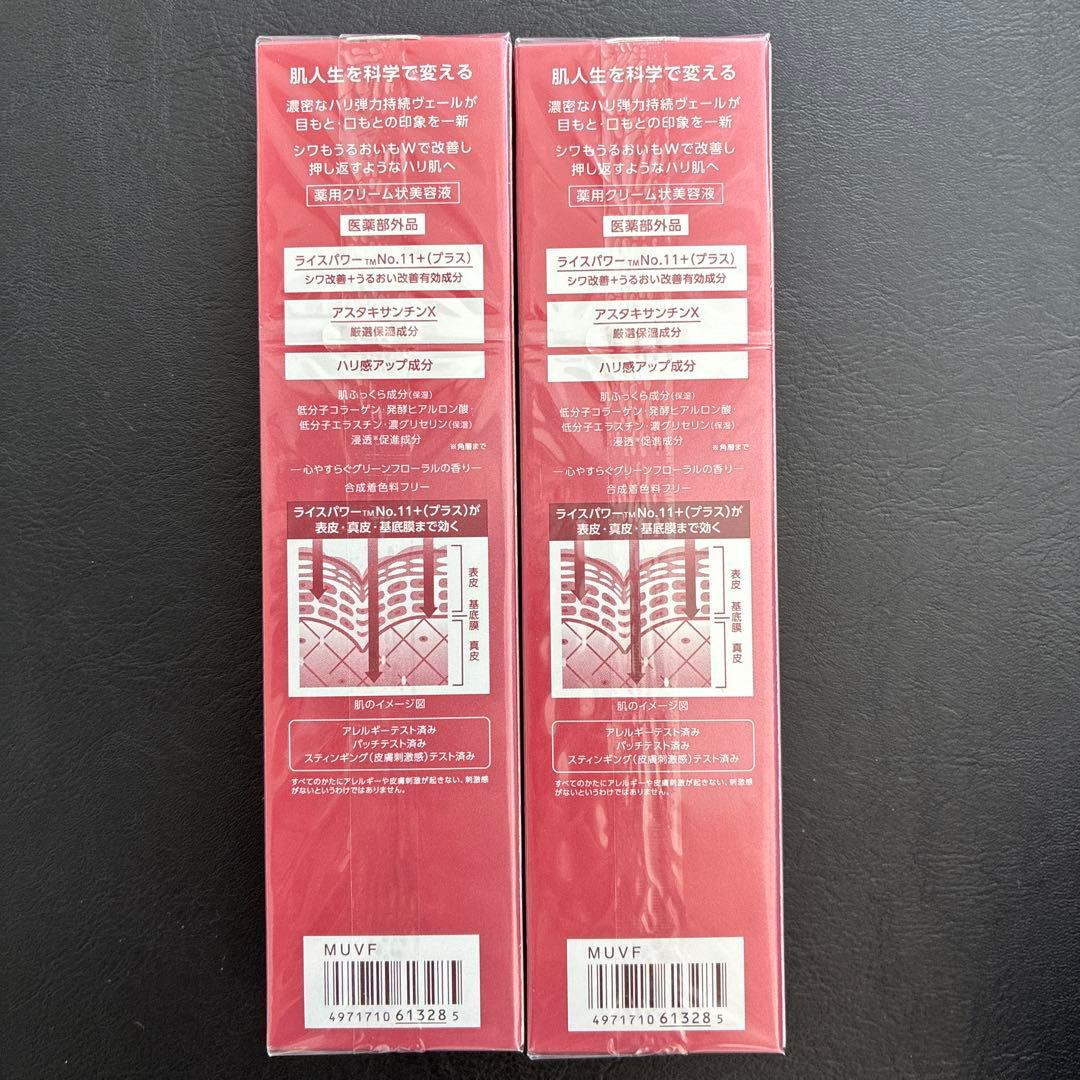 肌人生を科学で変える
濃密なハリ弾力持続ヴェールが
目もと・口もとの印象を一新
シワもうるおいもWで改善し
押し返すようなハリ肌へ
薬用クリーム状美容液
医薬部外品
ライスパワー™No.11+(プラス)
シワ改善+うるおい改善有効成分
アスタキサンチンX
厳選保湿成分
ハリ感アップ成分
肌ふっくら成分(保湿)
低分子コラーゲン・発酵ヒアルロン酸・
低分子エラスチン・濃グリセリン(保湿)
浸透※促進成分
※角層まで
―心やすらぐグリーンフローラルの香り―
合成着色料フリー
ライスパワー™No.11+(プラス)が
表皮・真皮・基底膜まで効く
表皮
基底膜
真皮
肌のイメージ図
アレルギーテスト済み
パッチテスト済み
スティンギング(皮膚刺激感)テスト済み
すべてのかたにアレルギーや皮膚刺激が起きない、刺激感
がないというわけではありません。
MUVF
4971710 61328 5
肌人生を科学で変える
濃密なハリ弾力持続ヴェールが
目もと・口もとの印象を一新
シワもうるおいもWで改善し
押し返すようなハリ肌へ
薬用クリーム状美容液
医薬部外品
ライスパワー™No.11+(プラス)
シワ改善+うるおい改善有効成分
アスタキサンチンX
厳選保湿成分
ハリ感アップ成分
肌ふっくら成分(保湿)
低分子コラーゲン・発酵ヒアルロン酸・
低分子エラスチン・濃グリセリン(保湿)
浸透※促進成分
※角層まで
―心やすらぐグリーンフローラルの香り―
合成着色料フリー
ライスパワー™No.11+(プラス)が
表皮・真皮・基底膜まで効く
表皮
基底膜
真皮
肌のイメージ図
アレルギーテスト済み
パッチテスト済み
スティンギング(皮膚刺激感)テスト済み
すべてのかたにアレルギーや皮膚刺激が起きない、刺激感
がないというわけではありません。
MUVF
4971710 61328 5